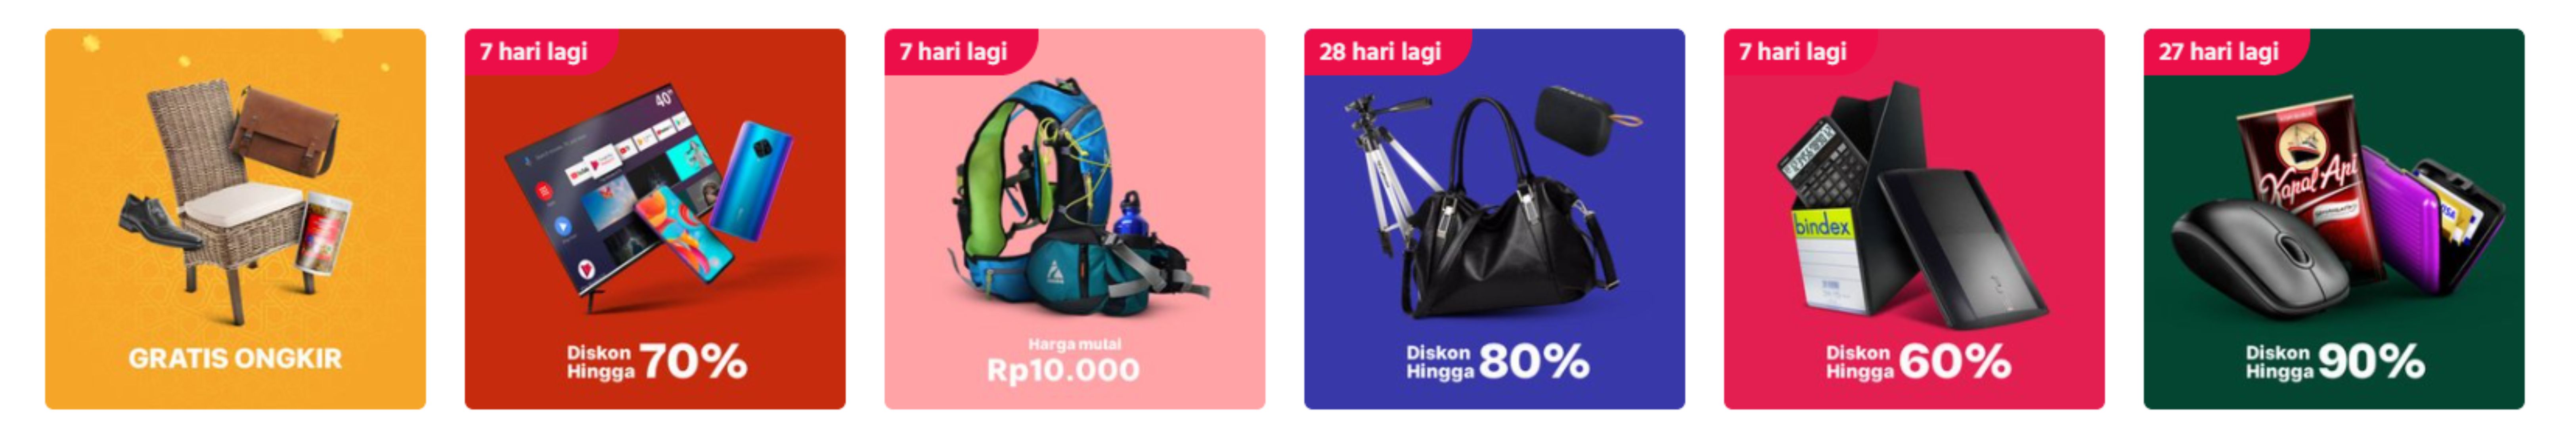 GRATIS ONGKIR
7 hari lagi
40"
Diskon
Hingga 70%
7 hari lagi
Harga mulai
Rp10.000
28 hari lagi
Diskon
Hingga 80%
7 hari lagi
bindex
Diskon
Hingga 60%
27 hari lagi
Kapal Api
VISA
Diskon
Hingga 90%